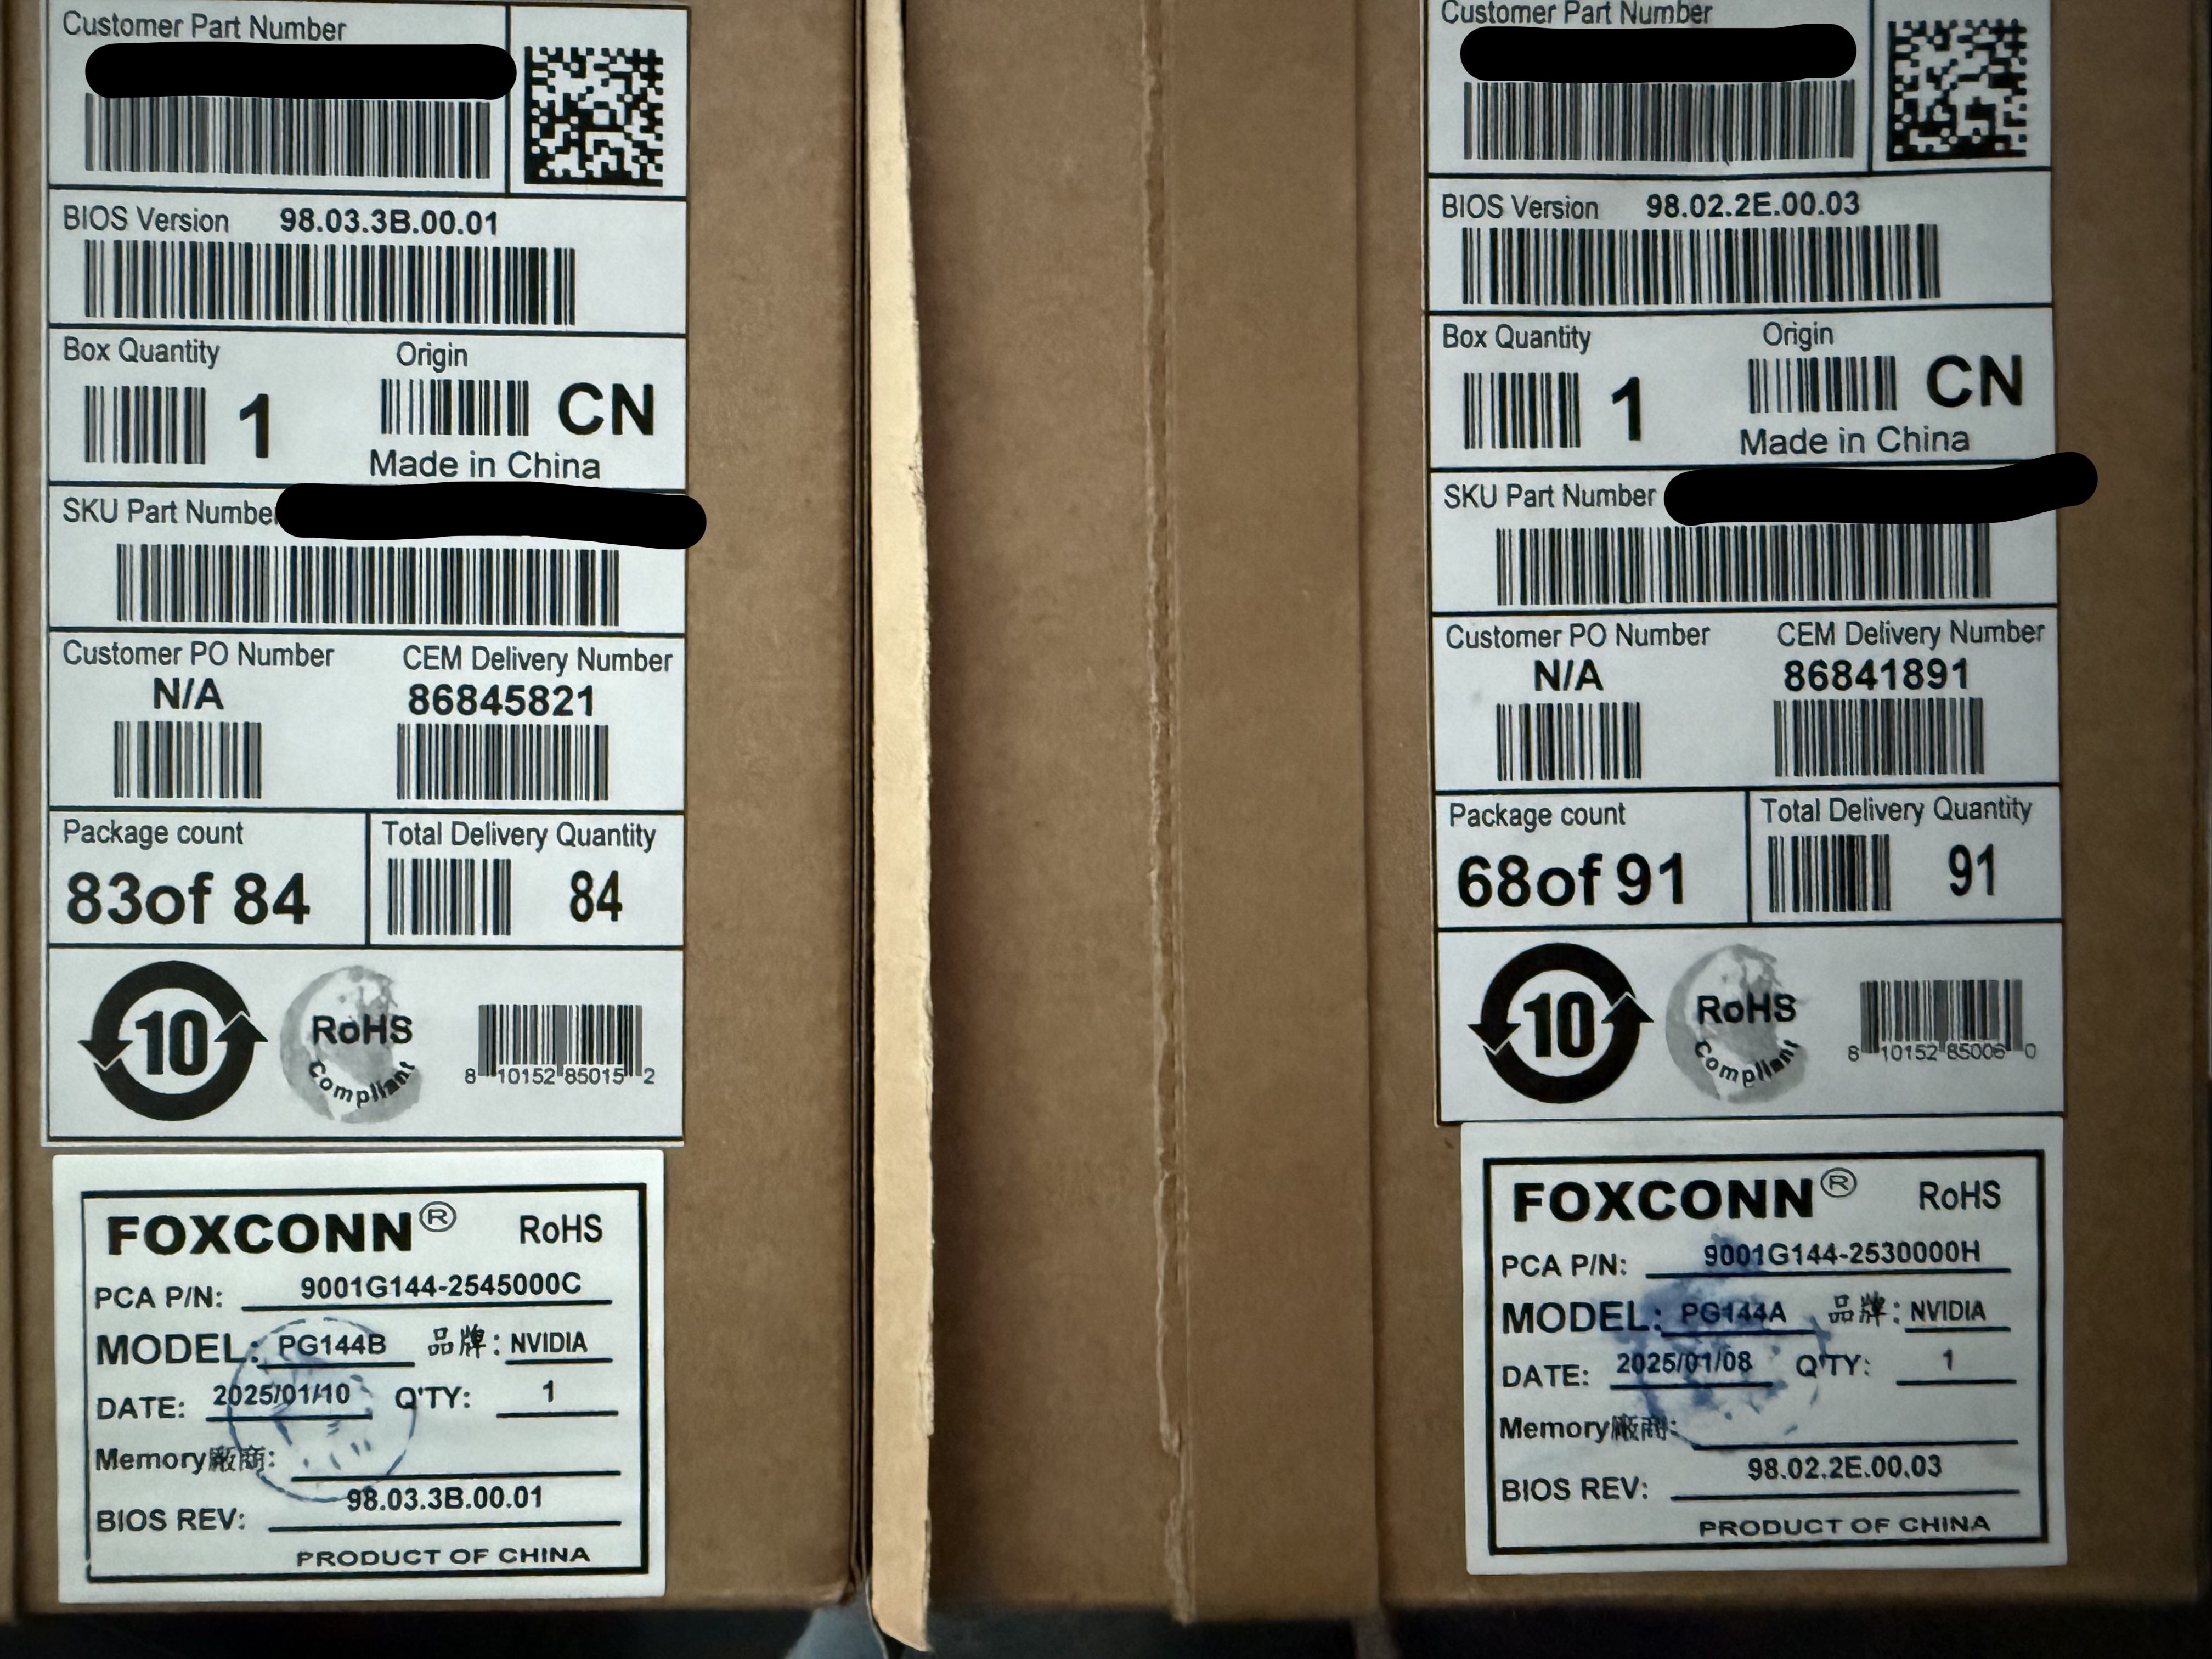 Customer Part Number
BIOS Version 98.03.3B.00.01
Box Quantity Origin
1 CN
Made in China
SKU Part Number
Customer PO Number CEM Delivery Number
N/A 86845821
Package count Total Delivery Quantity
83of 84 84
10 RoHS Compliant
8 10152 85015 2
FOXCONN® RoHS
PCA P/N: 9001G144-2545000C
MODEL: PG144B 品牌: NVIDIA
DATE: 2025/01/10 Q'TY: 1
Memory廠商:
BIOS REV: 98.03.3B.00.01
PRODUCT OF CHINA
Customer Part Number
BIOS Version 98.02.2E.00.03
Box Quantity Origin
1 CN
Made in China
SKU Part Number
Customer PO Number CEM Delivery Number
N/A 86841891
Package count Total Delivery Quantity
68of 91 91
10 RoHS Compliant
8 10152 85006 0
FOXCONN® RoHS
PCA P/N: 9001G144-2530000H
MODEL: PG144A 品牌: NVIDIA
DATE: 2025/01/08 Q'TY: 1
Memory廠商:
BIOS REV: 98.02.2E.00.03
PRODUCT OF CHINA